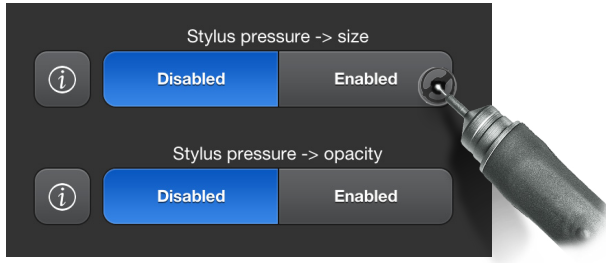 Stylus pressure -> size
i
Disabled Enabled
Stylus pressure -> opacity
i
Disabled Enabled